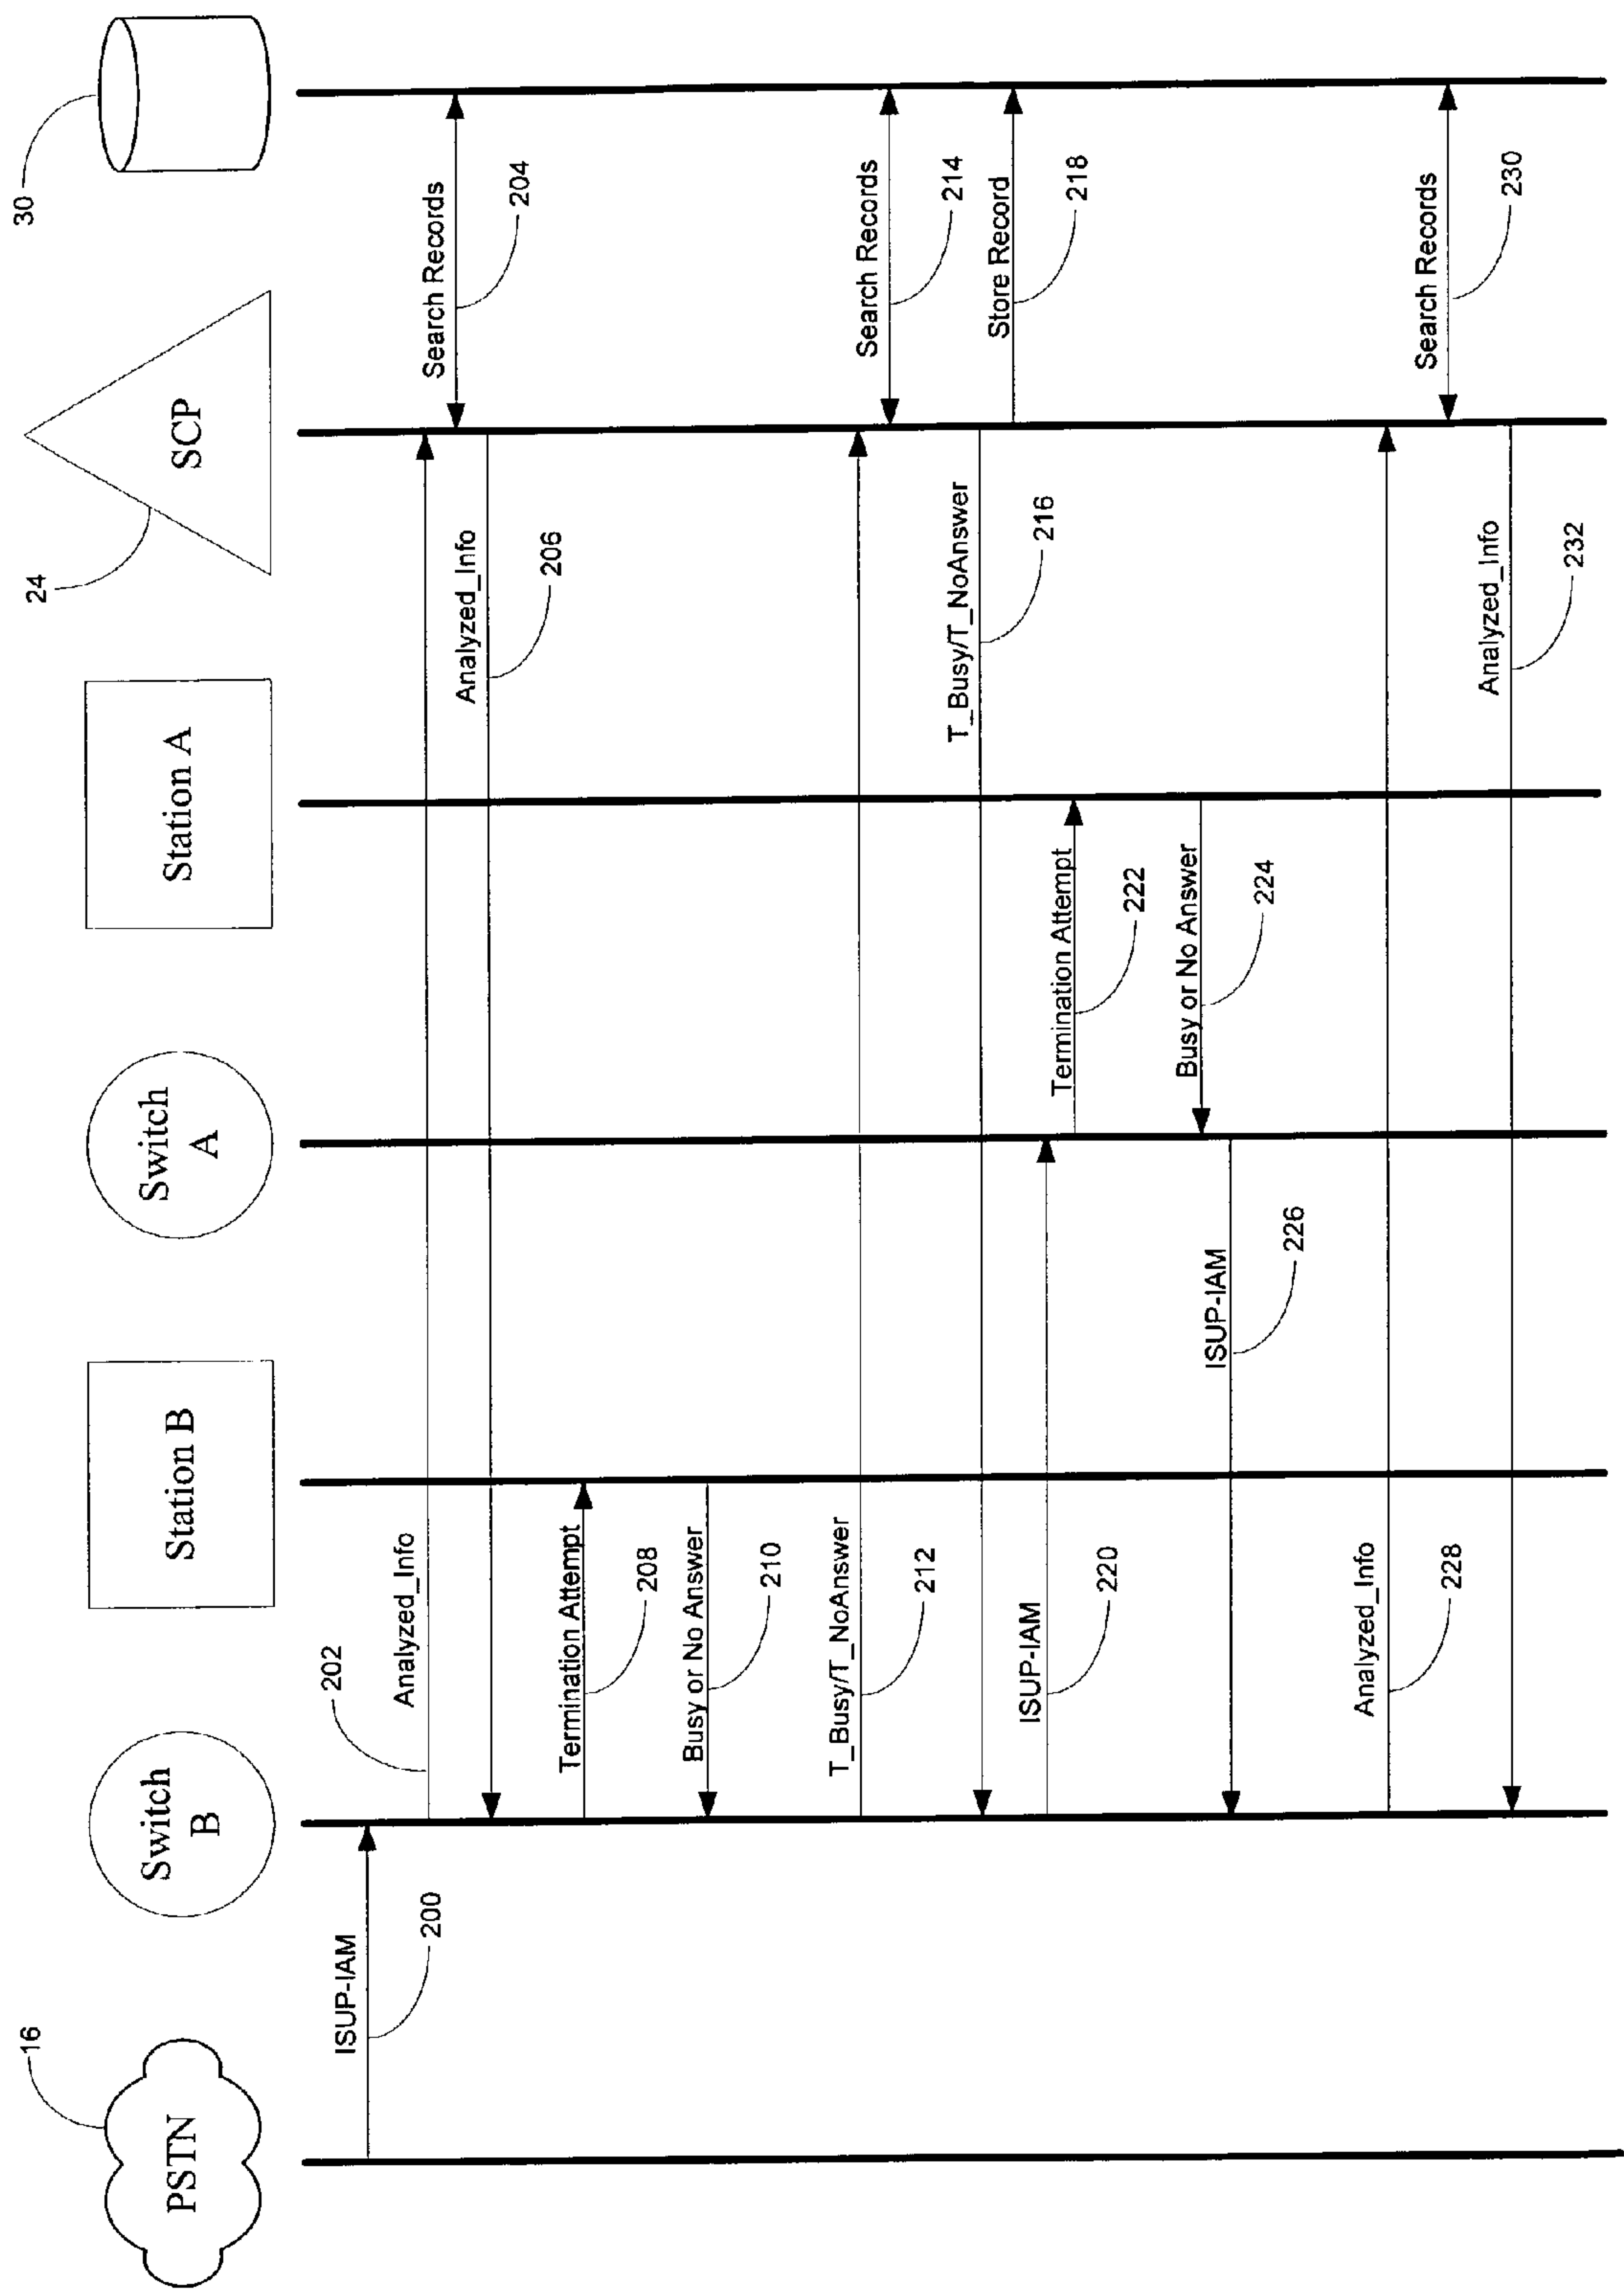 16
PSTN
Switch
B
Station B
Switch
A
Station A
24
SCP
30
ISUP-IAM
200
202
Analyzed_Info
Search Records
204
Analyzed_Info
206
Termination Attempt
208
Busy or No Answer
210
T_Busy/T_NoAnswer
212
Search Records
214
T_Busy/T_NoAnswer
216
Store Record
218
ISUP-IAM
220
Termination Attempt
222
Busy or No Answer
224
ISUP-IAM
226
Analyzed_Info
228
Search Records
230
Analyzed_Info
232